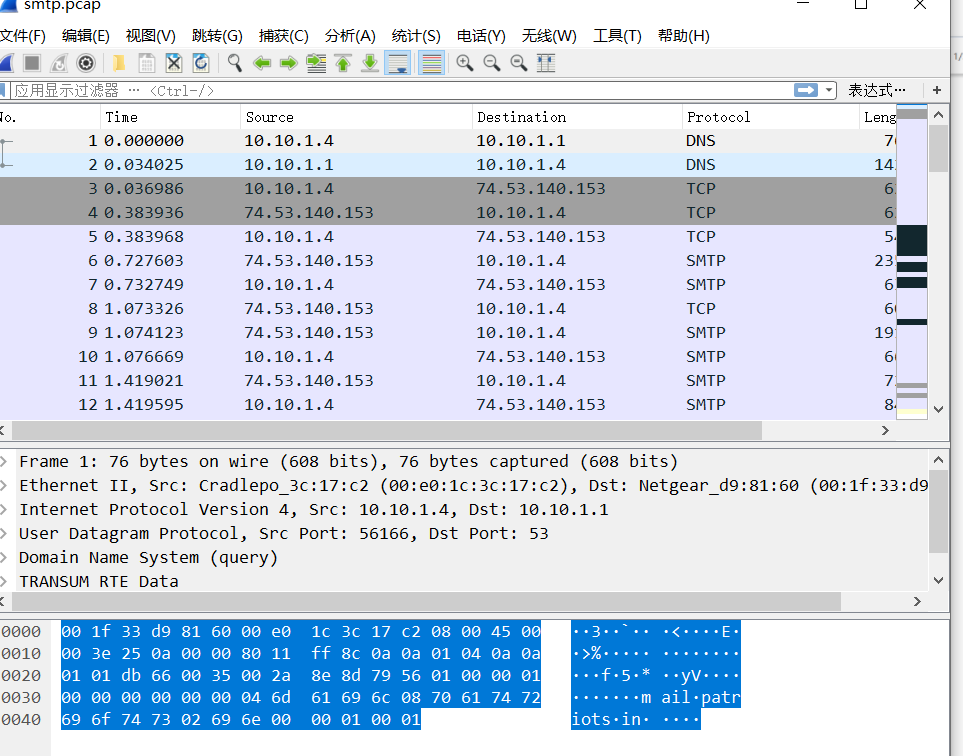 smtp.pcap
文件(F) 编辑(E) 视图(V) 跳转(G) 捕获(C) 分析(A) 统计(S) 电话(Y) 无线(W) 工具(T) 帮助(H)
应用显示过滤器 ⋯ <Ctrl-/> 表达式⋯ +
No. Time Source Destination Protocol Leng
1 0.000000 10.10.1.4 10.10.1.1 DNS 7
2 0.034025 10.10.1.1 10.10.1.4 DNS 14
3 0.036986 10.10.1.4 74.53.140.153 TCP 6
4 0.383936 74.53.140.153 10.10.1.4 TCP 6
5 0.383968 10.10.1.4 74.53.140.153 TCP 5
6 0.727603 74.53.140.153 10.10.1.4 SMTP 23
7 0.732749 10.10.1.4 74.53.140.153 SMTP 6
8 1.073326 74.53.140.153 10.10.1.4 TCP 6
9 1.074123 74.53.140.153 10.10.1.4 SMTP 19
10 1.076669 10.10.1.4 74.53.140.153 SMTP 6
11 1.419021 74.53.140.153 10.10.1.4 SMTP 7
12 1.419595 10.10.1.4 74.53.140.153 SMTP 8
Frame 1: 76 bytes on wire (608 bits), 76 bytes captured (608 bits)
Ethernet II, Src: Cradlepo_3c:17:c2 (00:e0:1c:3c:17:c2), Dst: Netgear_d9:81:60 (00:1f:33:d9
Internet Protocol Version 4, Src: 10.10.1.4, Dst: 10.10.1.1
User Datagram Protocol, Src Port: 56166, Dst Port: 53
Domain Name System (query)
TRANSUM RTE Data
0000 00 1f 33 d9 81 60 00 e0 1c 3c 17 c2 08 00 45 00 ··3··`·· ·<····E·
0010 00 3e 25 0a 00 00 80 11 ff 8c 0a 0a 01 04 0a 0a ·>%····· ········
0020 01 01 db 66 00 35 00 2a 8e 8d 79 56 01 00 00 01 ···f·5·* ··yV····
0030 00 00 00 00 00 00 04 6d 61 69 6c 08 70 61 74 72 ·······m ail·patr
0040 69 6f 74 73 02 69 6e 00 00 01 00 01 iots·in· ····